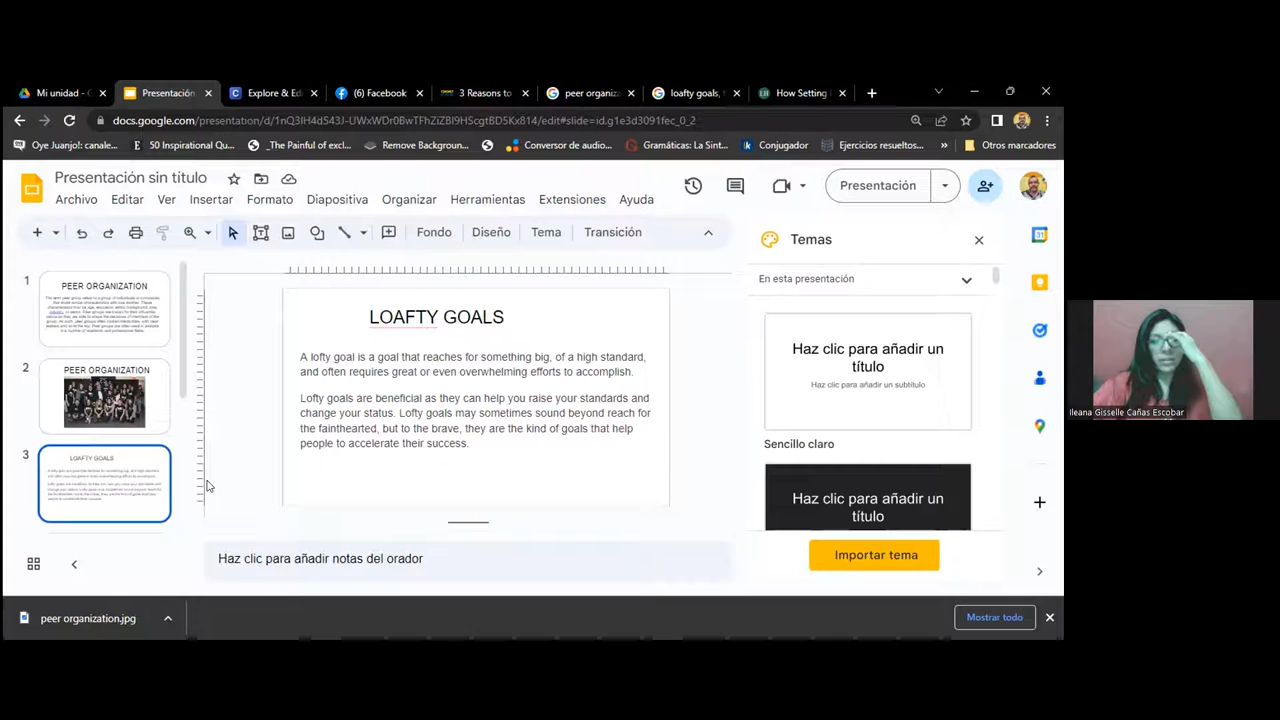 Mi unidad - G
Presentación
Explore & Edi
(6) Facebook
3 Reasons to
peer organiz
loafty goals,
How Setting
docs.google.com/presentation/d/1nQ3IH4dS43J-UWxWDr0BwTFhZiZBI9HScgtBD5Kx814/edit#slide=id.g1e3d3091fec_0_2
Oye Juanjo!: canale...
50 Inspirational Qu...
_The Painful of excl...
Remove Background...
Conversor de audio...
Gramáticas: La Sint...
Conjugador
Ejercicios resueltos...
»
Otros marcadores
Presentación sin título
Presentación
Archivo Editar Ver Insertar Formato Diapositiva Organizar Herramientas Extensiones Ayuda
Fondo Diseño Tema Transición
Temas
En esta presentación
1
PEER ORGANIZATION
2
PEER ORGANIZATION
3
LOAFTY GOALS
LOAFTY GOALS
A lofty goal is a goal that reaches for something big, of a high standard,
and often requires great or even overwhelming efforts to accomplish.
Lofty goals are beneficial as they can help you raise your standards and
change your status. Lofty goals may sometimes sound beyond reach for
the fainthearted, but to the brave, they are the kind of goals that help
people to accelerate their success.
Haz clic para añadir un
título
Haz clic para añadir un subtítulo
Sencillo claro
Haz clic para añadir un
título
Importar tema
Haz clic para añadir notas del orador
peer organization.jpg
Mostrar todo
Ileana Gisselle Cañas Escobar